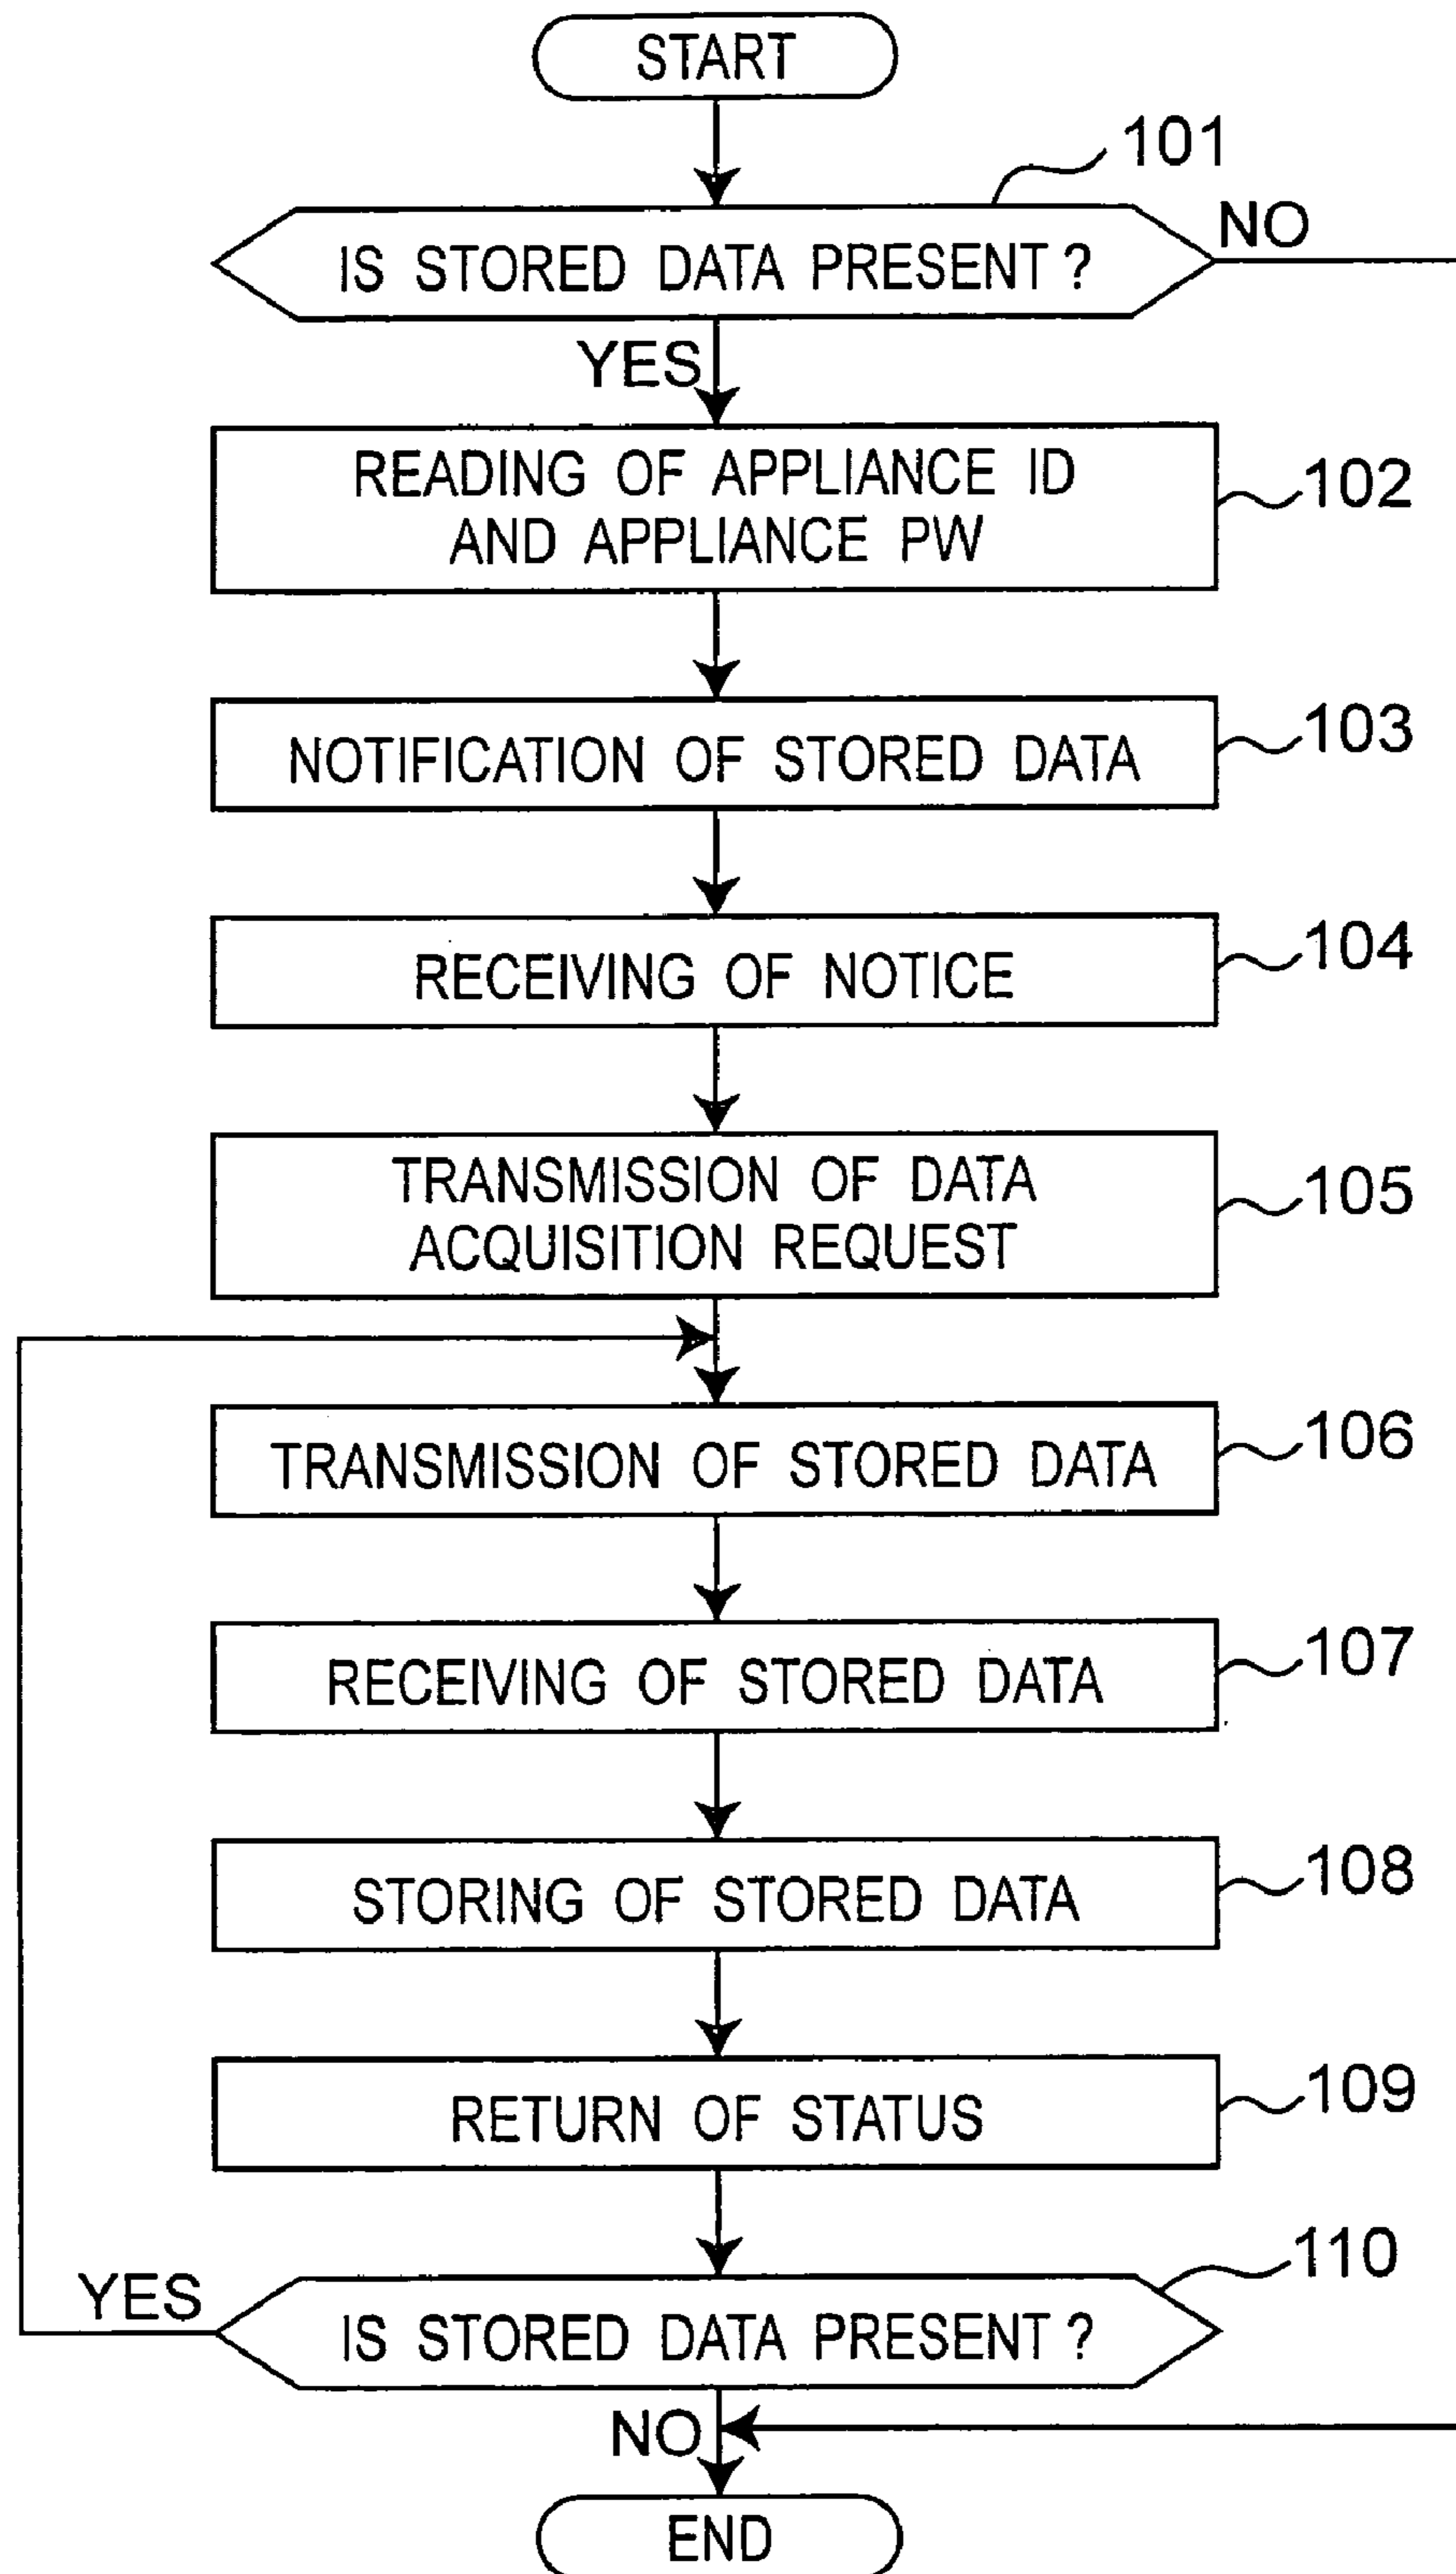 START
101
IS STORED DATA PRESENT?
NO
YES
READING OF APPLIANCE ID
AND APPLIANCE PW
102
NOTIFICATION OF STORED DATA
103
RECEIVING OF NOTICE
104
TRANSMISSION OF DATA
ACQUISITION REQUEST
105
TRANSMISSION OF STORED DATA
106
RECEIVING OF STORED DATA
107
STORING OF STORED DATA
108
RETURN OF STATUS
109
110
YES
IS STORED DATA PRESENT?
NO
END